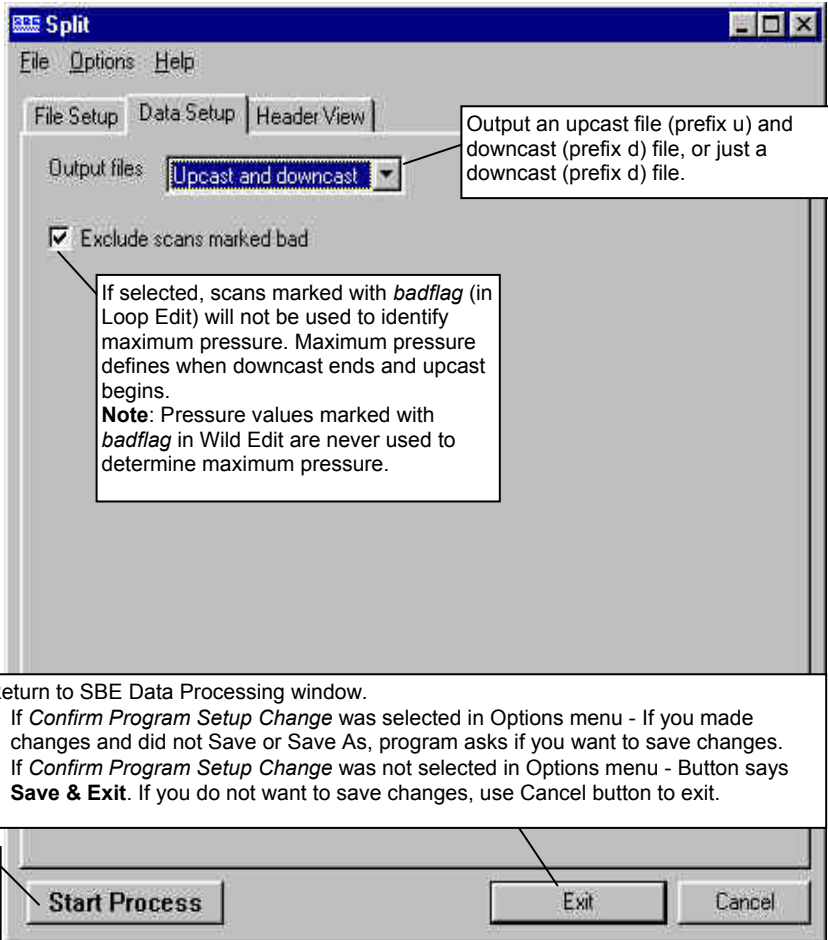 SBE Split
File Options Help
File Setup Data Setup Header View
Output an upcast file (prefix u) and
downcast (prefix d) file, or just a
downcast (prefix d) file.
Output files Upcast and downcast
Exclude scans marked bad
If selected, scans marked with badflag (in
Loop Edit) will not be used to identify
maximum pressure. Maximum pressure
defines when downcast ends and upcast
begins.
Note: Pressure values marked with
badflag in Wild Edit are never used to
determine maximum pressure.
Return to SBE Data Processing window.
If Confirm Program Setup Change was selected in Options menu - If you made
changes and did not Save or Save As, program asks if you want to save changes.
If Confirm Program Setup Change was not selected in Options menu - Button says
Save & Exit. If you do not want to save changes, use Cancel button to exit.
Start Process Exit Cancel